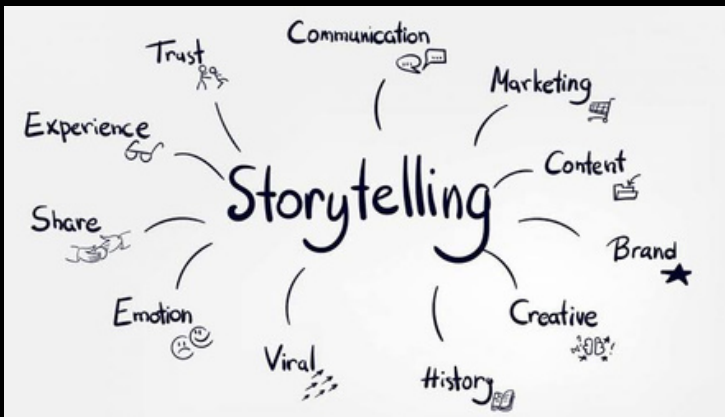 Communication
Trust
Marketing
Experience
Content
Storytelling
Share
Brand
Emotion
Creative
Viral
History